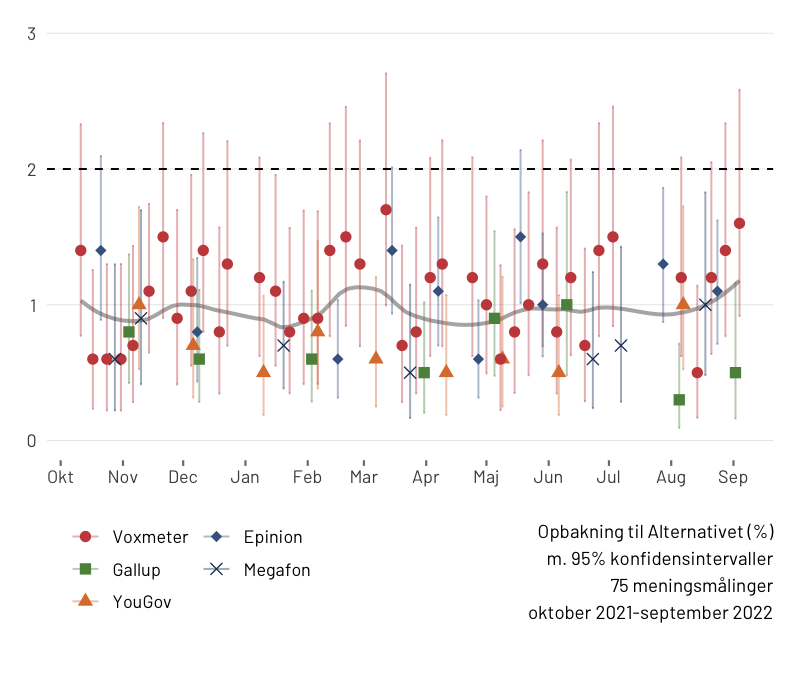 3
2
1
0
Okt Nov Dec Jan Feb Mar Apr Maj Jun Jul Aug Sep
Voxmeter Epinion
Gallup Megafon
YouGov
Opbakning til Alternativet (%)
m. 95% konfidensintervaller
75 meningsmålinger
oktober 2021-september 2022